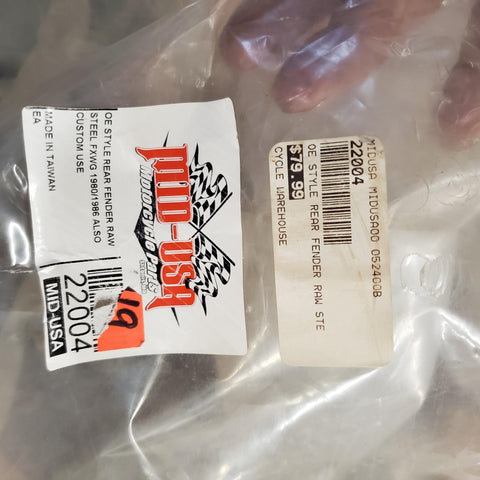 OE STYLE REAR FENDER RAW
STEEL FXWG 1980/1986 ALSO
CUSTOM USE
MADE IN TAIWAN
EA
MID-USA
MOTORCYCLE PARTS
19
22004
MID-USA
MIDUSA MIDUSA00 052460B
22004
OE STYLE REAR FENDER RAW STE
$79.99
CYCLE WAREHOUSE